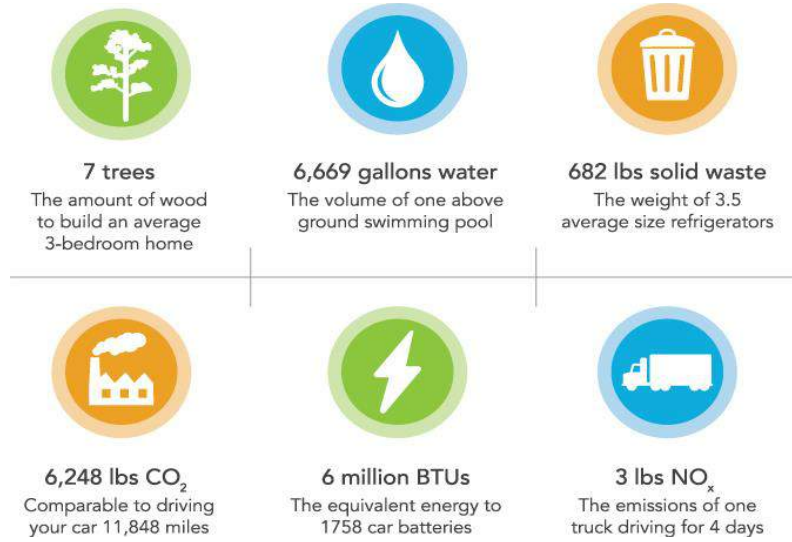 7 trees
The amount of wood
to build an average
3-bedroom home
6,669 gallons water
The volume of one above
ground swimming pool
682 lbs solid waste
The weight of 3.5
average size refrigerators
6,248 lbs CO₂
Comparable to driving
your car 11,848 miles
6 million BTUs
The equivalent energy to
1758 car batteries
3 lbs NOₓ
The emissions of one
truck driving for 4 days